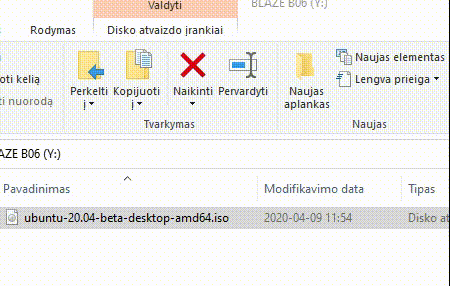 Valdyti
BLAZE B06 (Y:)
Rodymas
Disko atvaizdo įrankiai
oti kelią
ti nuorodą
Perkelti
į
Kopijuoti
į
Naikinti
Pervardyti
Naujas
aplankas
Naujas elementas
Lengva prieiga
Tvarkymas
Naujas
AZE B06 (Y:)
Pavadinimas
Modifikavimo data
Tipas
ubuntu-20.04-beta-desktop-amd64.iso
2020-04-09 11:54
Disko at